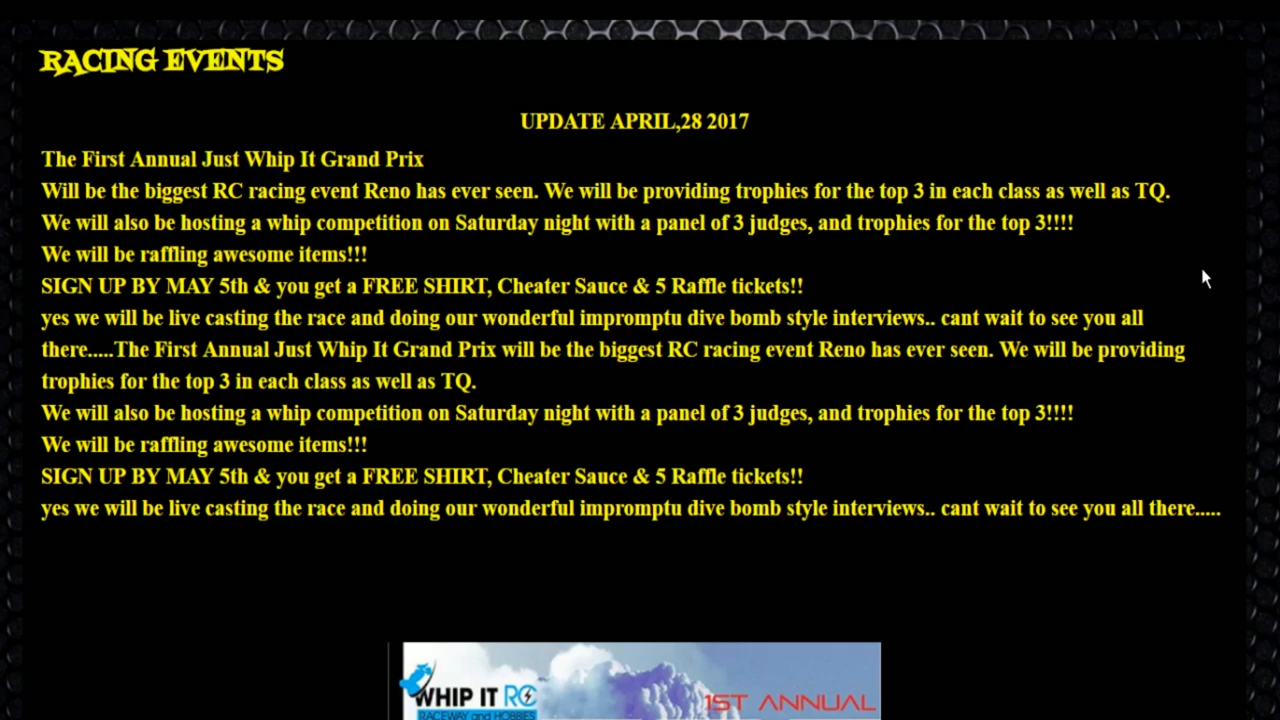 RACING EVENTS
UPDATE APRIL,28 2017
The First Annual Just Whip It Grand Prix
Will be the biggest RC racing event Reno has ever seen. We will be providing trophies for the top 3 in each class as well as TQ.
We will also be hosting a whip competition on Saturday night with a panel of 3 judges, and trophies for the top 3!!!!
We will be raffling awesome items!!!
SIGN UP BY MAY 5th & you get a FREE SHIRT, Cheater Sauce & 5 Raffle tickets!!
yes we will be live casting the race and doing our wonderful impromptu dive bomb style interviews.. cant wait to see you all
there.....The First Annual Just Whip It Grand Prix will be the biggest RC racing event Reno has ever seen. We will be providing
trophies for the top 3 in each class as well as TQ.
We will also be hosting a whip competition on Saturday night with a panel of 3 judges, and trophies for the top 3!!!!
We will be raffling awesome items!!!
SIGN UP BY MAY 5th & you get a FREE SHIRT, Cheater Sauce & 5 Raffle tickets!!
yes we will be live casting the race and doing our wonderful impromptu dive bomb style interviews.. cant wait to see you all there.....
WHIP IT RC
1ST ANNUAL
RACEWAY and HOBBIES